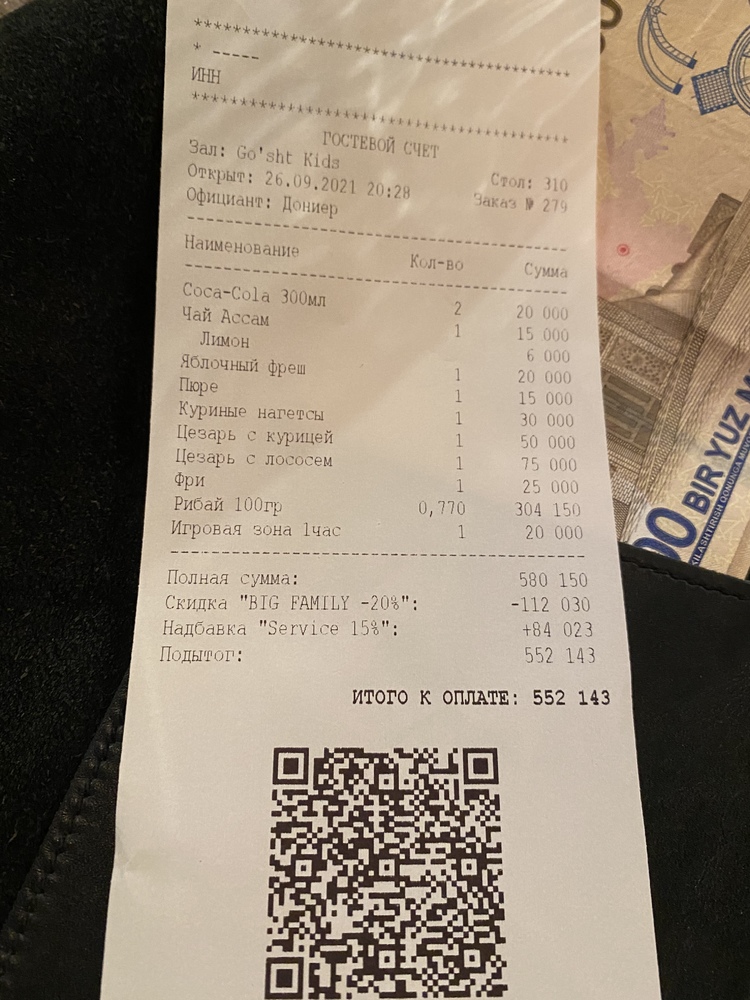 ****************************************
* -----
ИНН
****************************************
ГОСТЕВОЙ СЧЕТ
Зал: Go'sht Kids
Стол: 310
Открыт: 26.09.2021 20:28
Заказ № 279
Официант: Дониер
Наименование Кол-во Сумма
Coca-Cola 300мл 2 20 000
Чай Ассам 1 15 000
Лимон 6 000
Яблочный фреш 1 20 000
Пюре 1 15 000
Куриные нагетсы 1 30 000
Цезарь с курицей 1 50 000
Цезарь с лососем 1 75 000
Фри 1 25 000
Рибай 100гр 0,770 304 150
Игровая зона 1час 1 20 000
Полная сумма: 580 150
Скидка "BIG FAMILY -20%": -112 030
Надбавка "Service 15%": +84 023
Подытог: 552 143
ИТОГО К ОПЛАТЕ: 552 143
00 BIR YUZ M